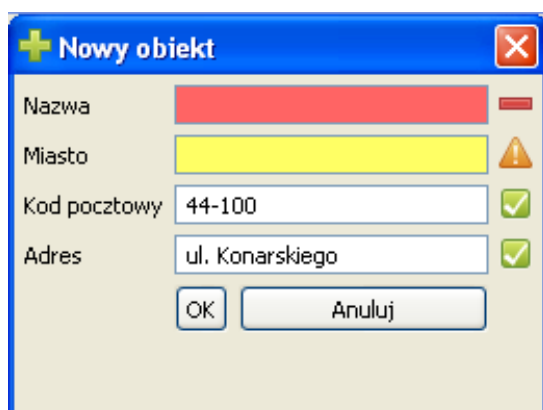 Nowy obiekt
Nazwa
Miasto
Kod pocztowy 44-100
Adres ul. Konarskiego
OK Anuluj